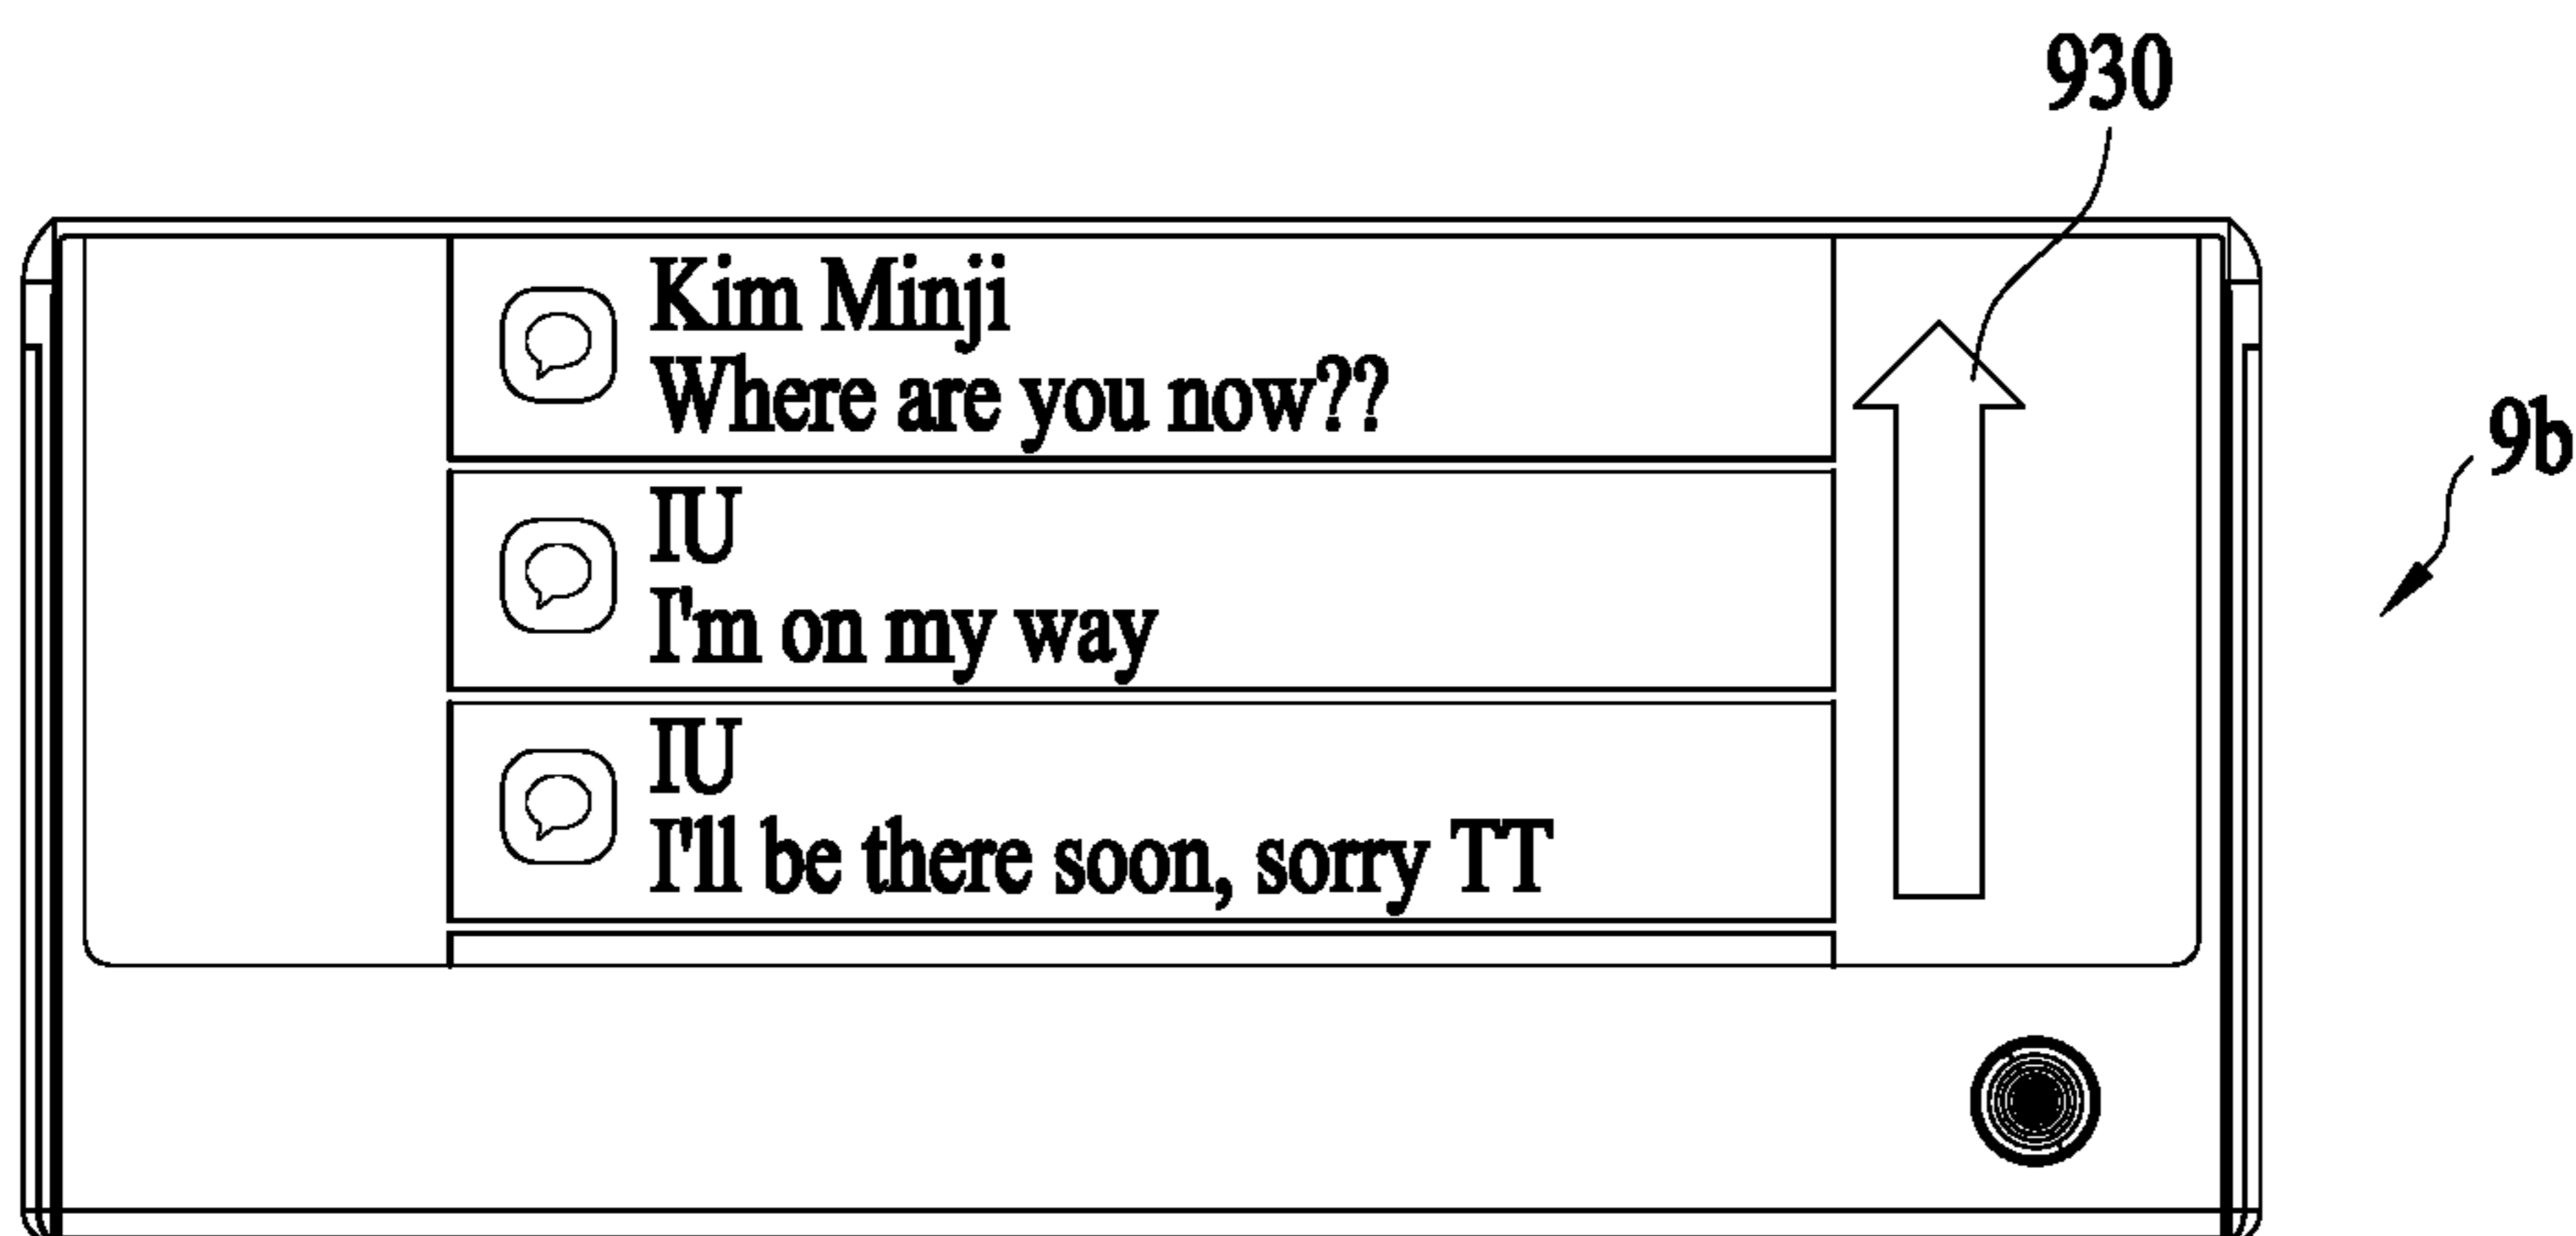 930
Kim Minji
Where are you now??
9b
IU
I'm on my way
IU
I'll be there soon, sorry TT